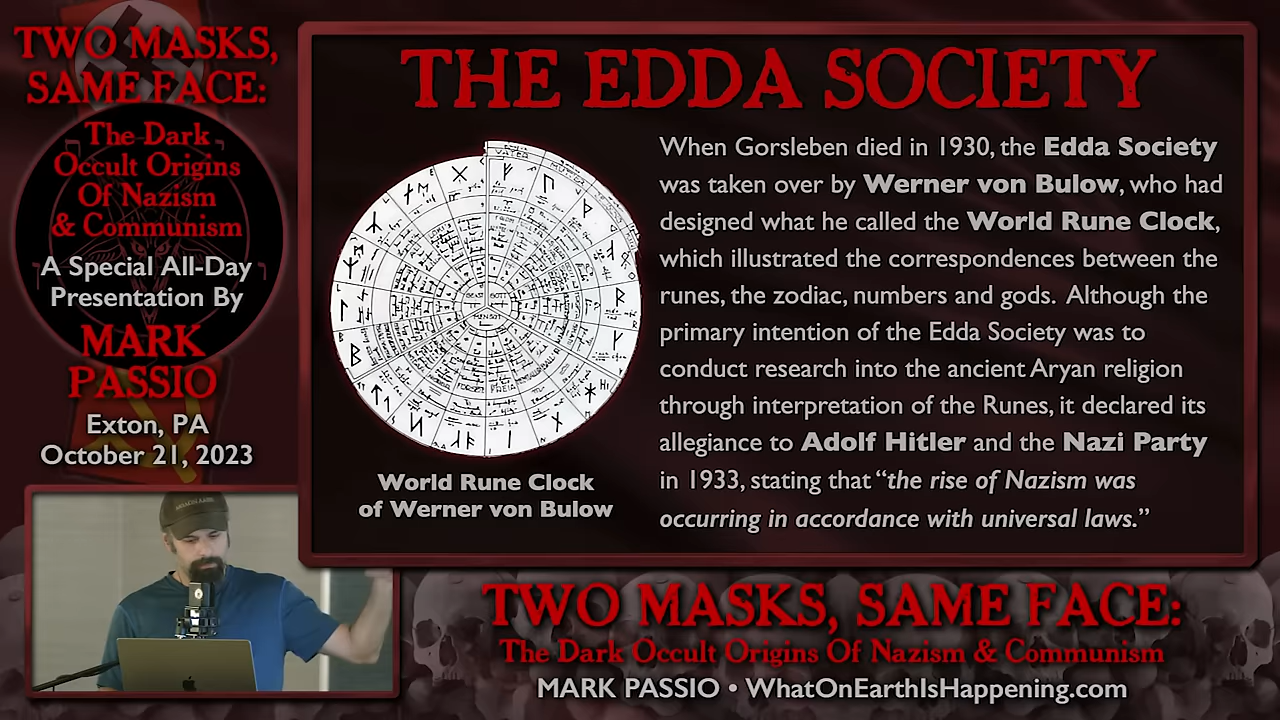 TWO MASKS,
SAME FACE:
The Dark
Occult Origins
Of Nazism
& Communism
A Special All-Day
Presentation By
MARK
PASSIO
Exton, PA
October 21, 2023
THE EDDA SOCIETY
When Gorsleben died in 1930, the Edda Society
was taken over by Werner von Bulow, who had
designed what he called the World Rune Clock,
which illustrated the correspondences between the
runes, the zodiac, numbers and gods. Although the
primary intention of the Edda Society was to
conduct research into the ancient Aryan religion
through interpretation of the Runes, it declared its
allegiance to Adolf Hitler and the Nazi Party
in 1933, stating that “the rise of Nazism was
occurring in accordance with universal laws.”
World Rune Clock
of Werner von Bulow
TWO MASKS, SAME FACE:
The Dark Occult Origins Of Nazism & Communism
MARK PASSIO • WhatOnEarthIsHappening.com